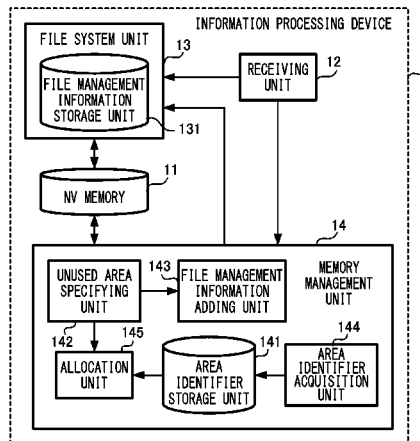 INFORMATION PROCESSING DEVICE
FILE SYSTEM UNIT
13
FILE MANAGEMENT
INFORMATION
STORAGE UNIT
131
RECEIVING
UNIT
12
11
NV MEMORY
14
MEMORY
MANAGEMENT
UNIT
UNUSED AREA
SPECIFYING
UNIT
142
143
FILE MANAGEMENT
INFORMATION
ADDING UNIT
145
ALLOCATION
UNIT
141
AREA
IDENTIFIER
STORAGE UNIT
144
AREA
IDENTIFIER
ACQUISITION
UNIT